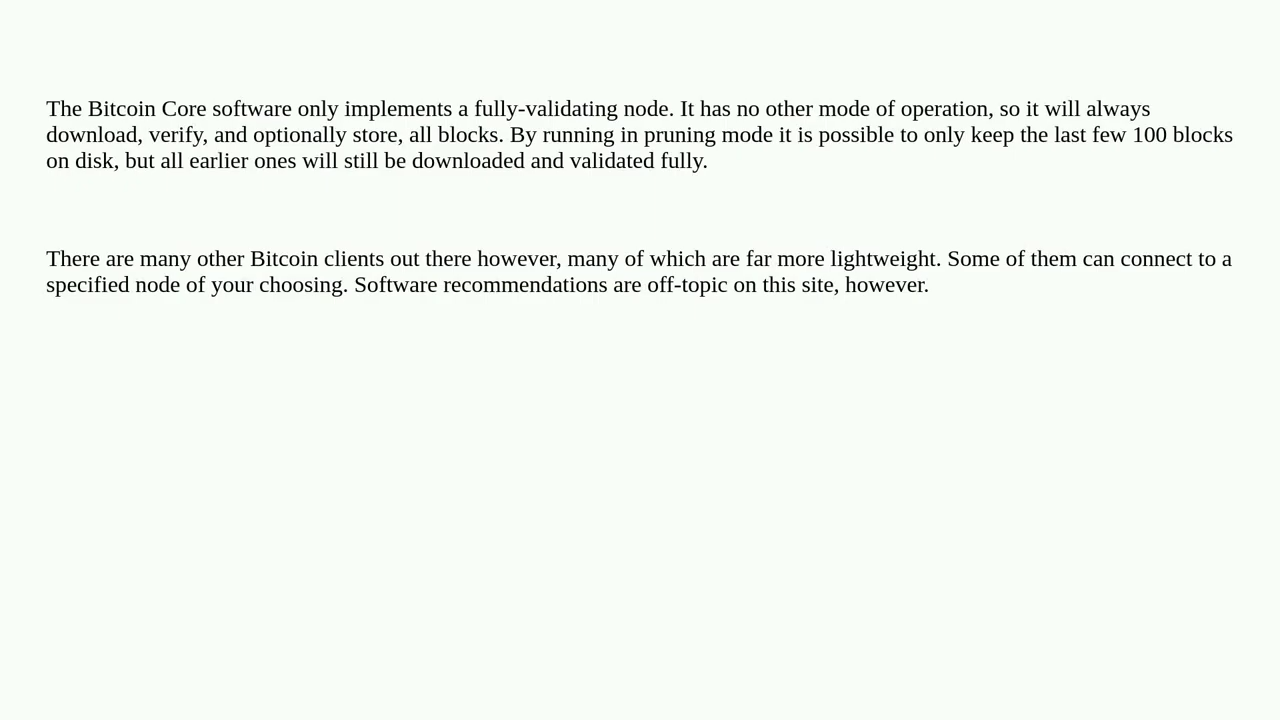 The Bitcoin Core software only implements a fully-validating node. It has no other mode of operation, so it will always
download, verify, and optionally store, all blocks. By running in pruning mode it is possible to only keep the last few 100 blocks
on disk, but all earlier ones will still be downloaded and validated fully.
There are many other Bitcoin clients out there however, many of which are far more lightweight. Some of them can connect to a
specified node of your choosing. Software recommendations are off-topic on this site, however.